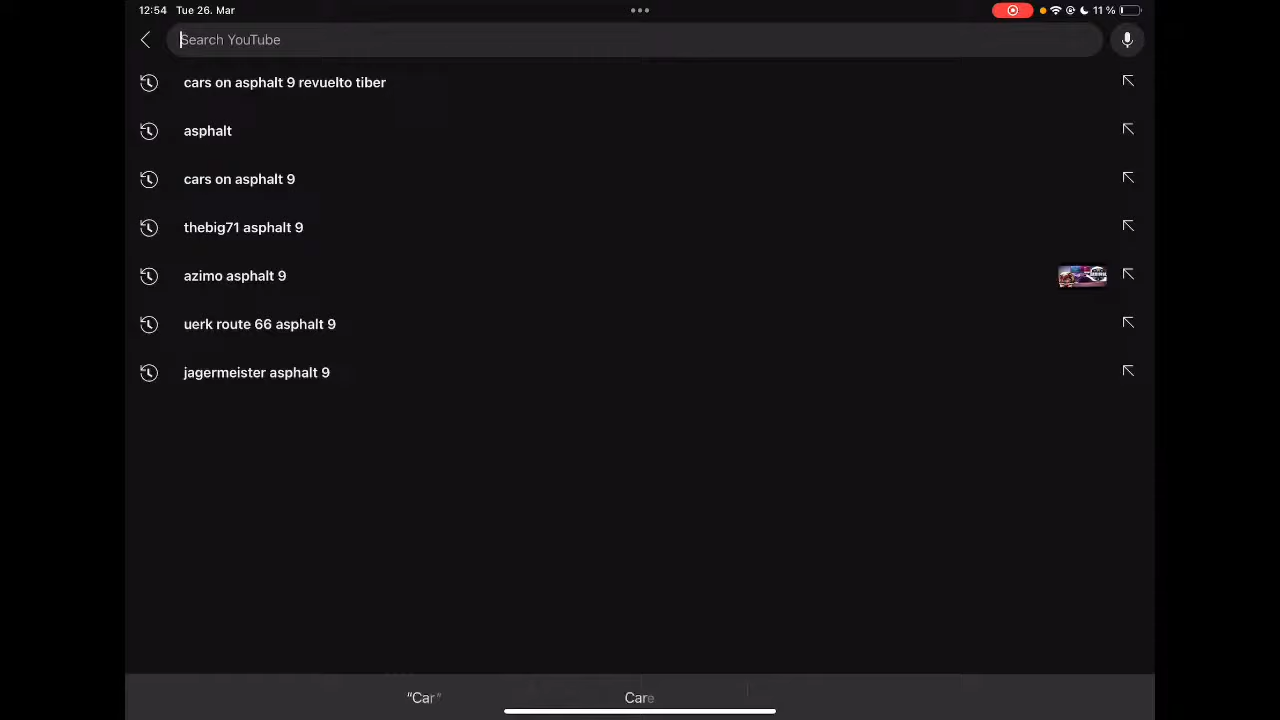 12:54 Tue 26. Mar 11 %
Search YouTube
cars on asphalt 9 revuelto tiber
asphalt
cars on asphalt 9
thebig71 asphalt 9
azimo asphalt 9
uerk route 66 asphalt 9
jagermeister asphalt 9
"Car" Care